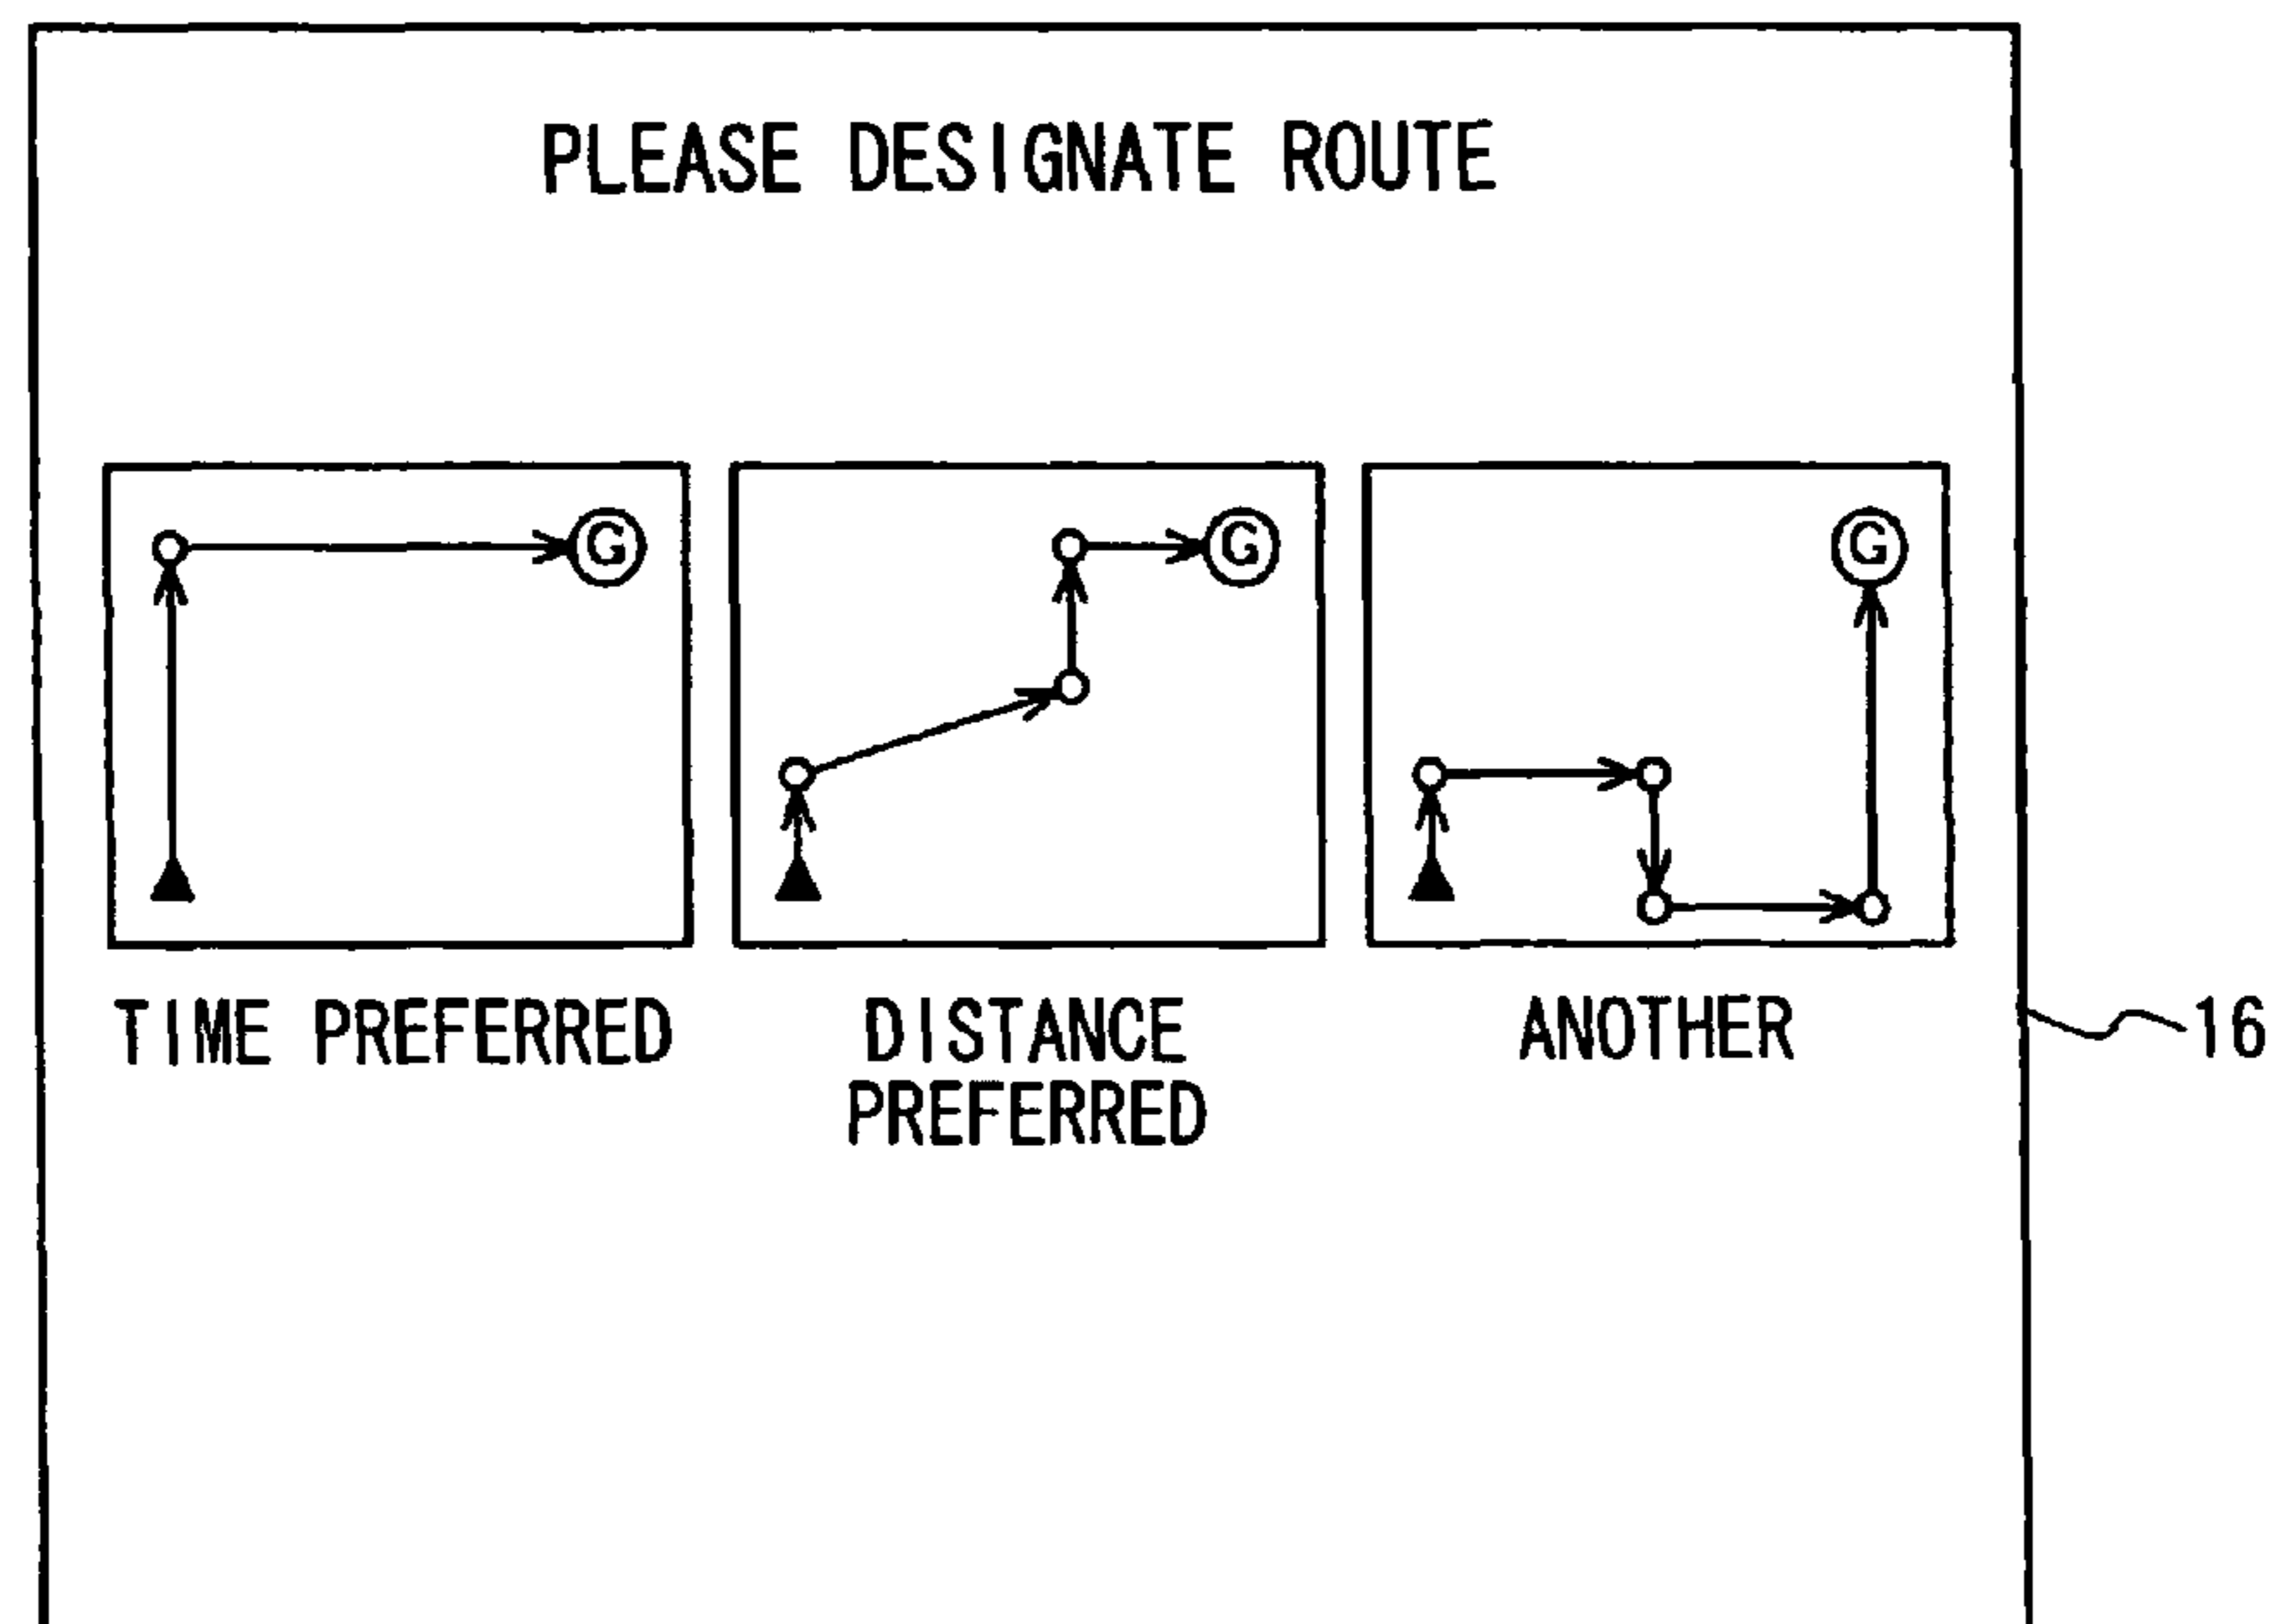 PLEASE DESIGNATE ROUTE
G
G
G
TIME PREFERRED
DISTANCE
PREFERRED
ANOTHER
16